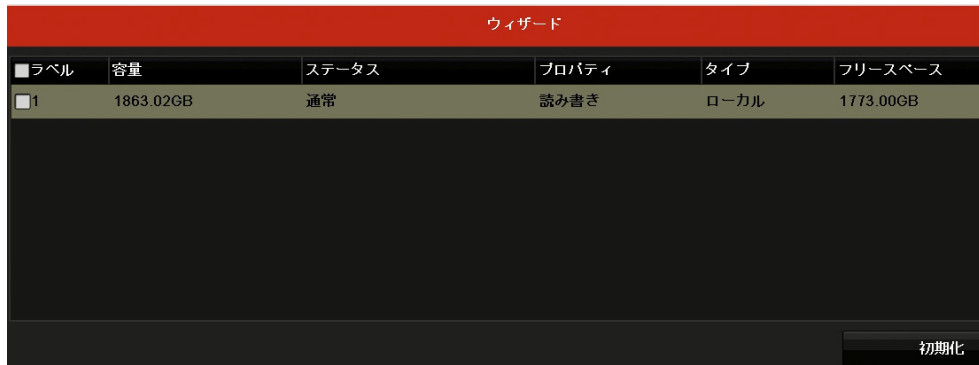 ウィザード
ラベル 容量 ステータス プロパティ タイプ フリースペース
1 1863.02GB 通常 読み書き ローカル 1773.00GB
初期化